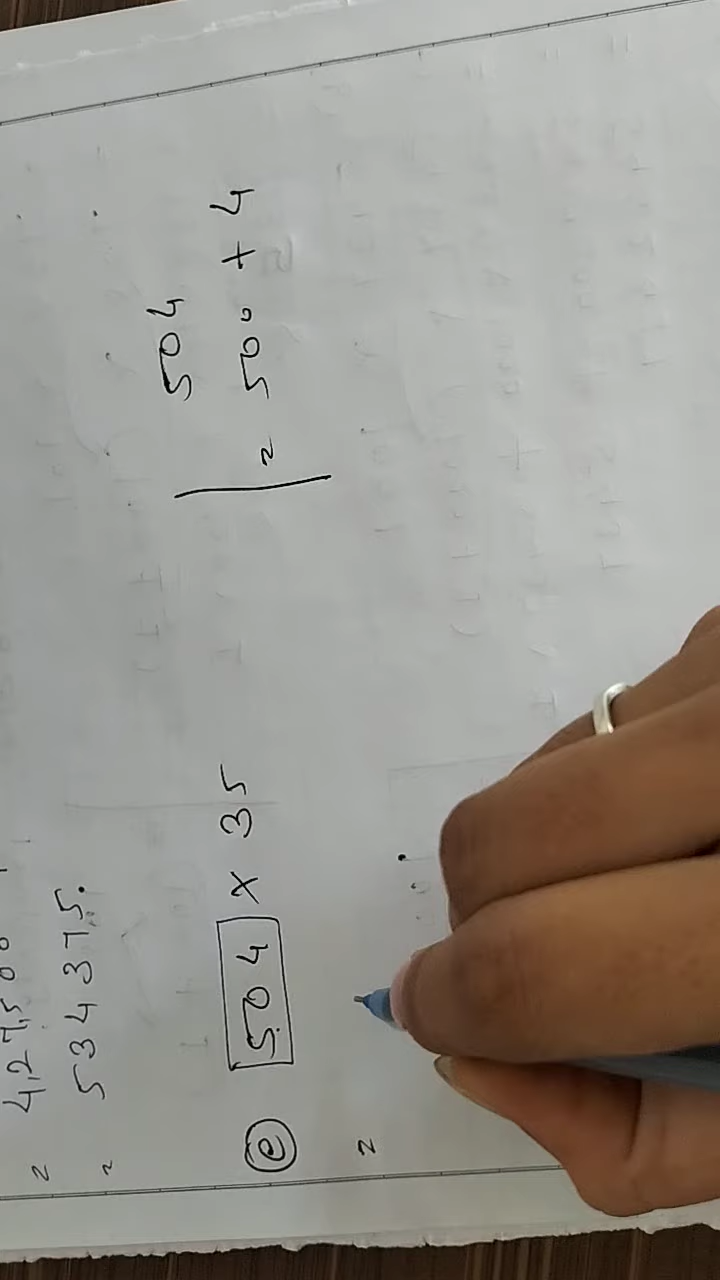 = 534375.
(e) 504 × 35
504
= 500 + 4
=